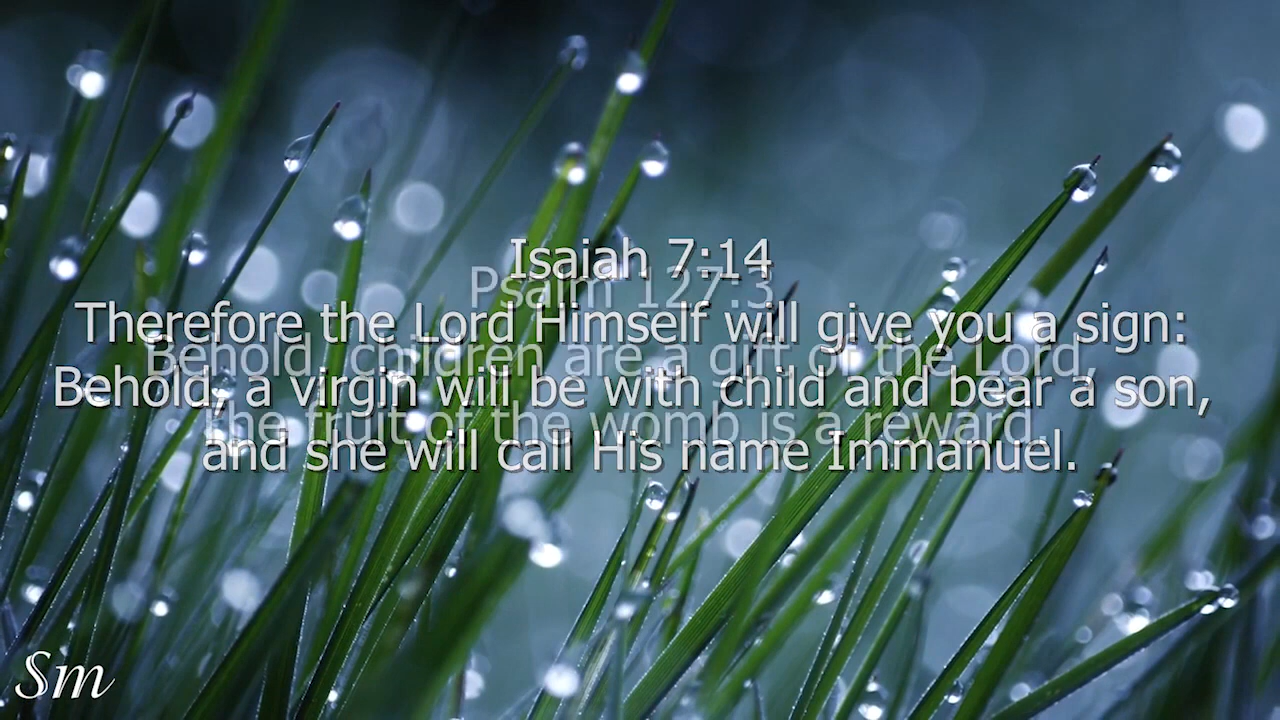 Isaiah 7:14
Psalm 127:3
Therefore the Lord Himself will give you a sign:
Behold, children are a gift of the Lord,
Behold, a virgin will be with child and bear a son,
The fruit of the womb is a reward.
and she will call His name Immanuel.
Sm